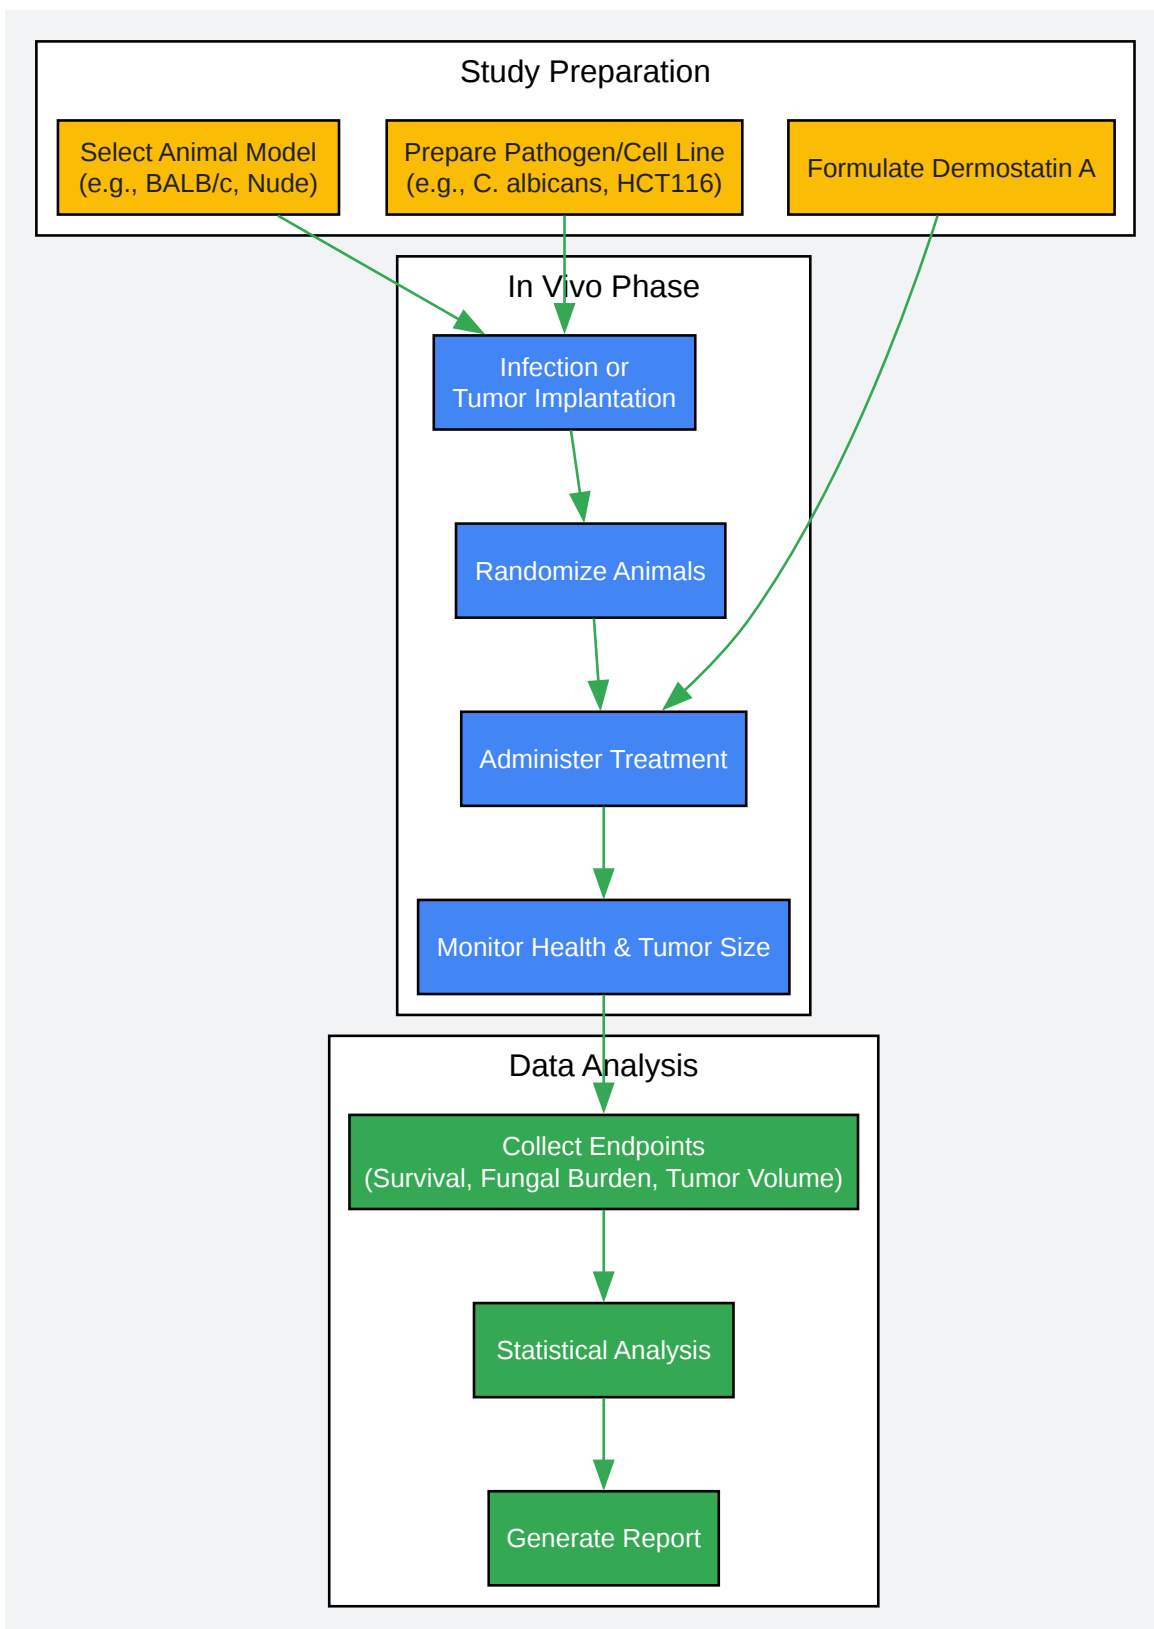 Study Preparation
Select Animal Model
(e.g., BALB/c, Nude)
Prepare Pathogen/Cell Line
(e.g., C. albicans, HCT116)
Formulate Dermostatin A
In Vivo Phase
Infection or
Tumor Implantation
Randomize Animals
Administer Treatment
Monitor Health & Tumor Size
Data Analysis
Collect Endpoints
(Survival, Fungal Burden, Tumor Volume)
Statistical Analysis
Generate Report